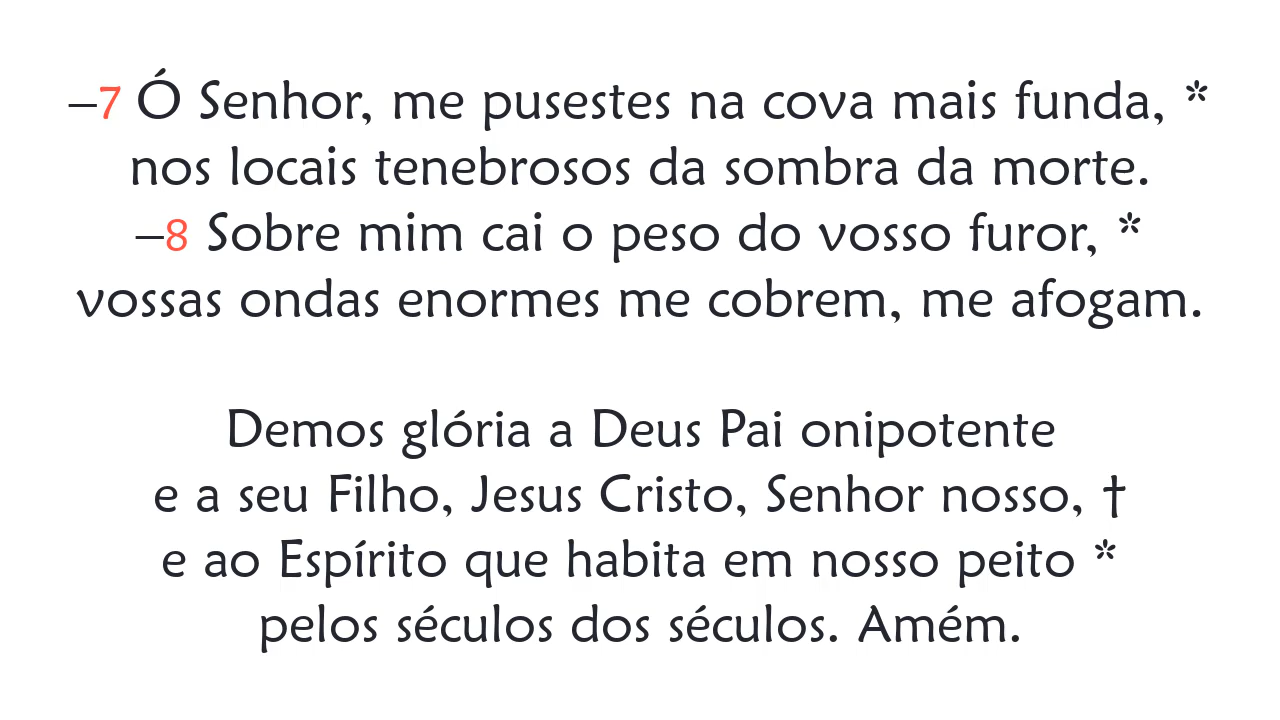 –7 Ó Senhor, me pusestes na cova mais funda, *
nos locais tenebrosos da sombra da morte.
–8 Sobre mim cai o peso do vosso furor, *
vossas ondas enormes me cobrem, me afogam.
Demos glória a Deus Pai onipotente
e a seu Filho, Jesus Cristo, Senhor nosso, †
e ao Espírito que habita em nosso peito *
pelos séculos dos séculos. Amém.